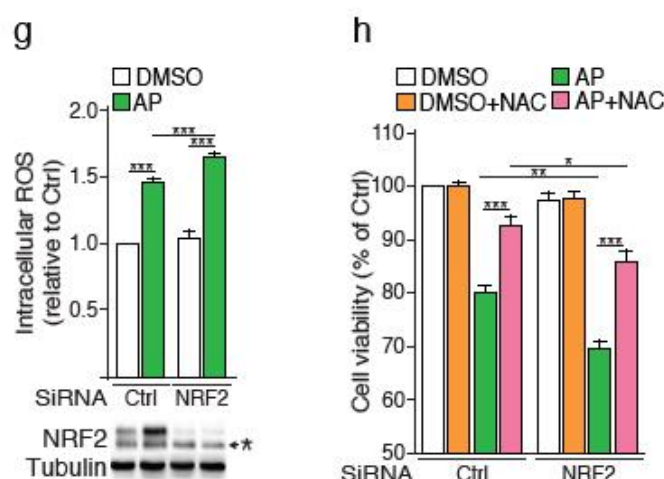 g
DMSO
AP
Intracellular ROS
(relative to Ctrl)
2.0
1.5
1.0
0.5
***
***
***
SiRNA Ctrl NRF2
NRF2
*
Tubulin
h
DMSO AP
DMSO+NAC AP+NAC
Cell viability (% of Ctrl)
110
100
90
80
70
60
50
*
**
***
***
SiRNA Ctrl NRF2